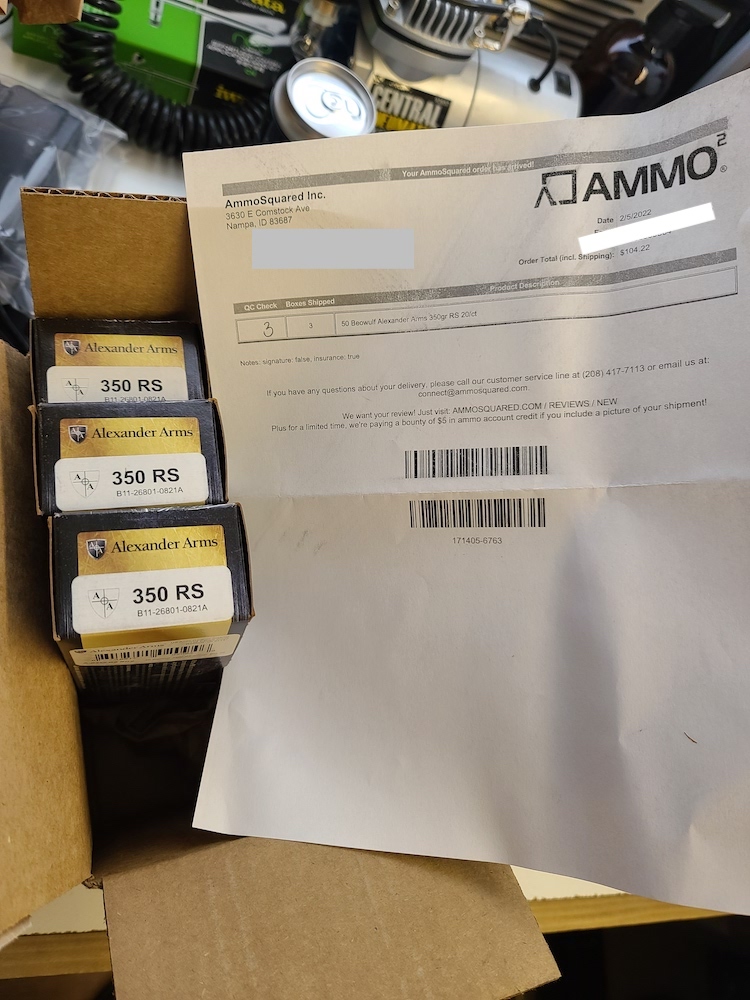 CENTRAL
Your AmmoSquared order has arrived!
AMMO2®
AmmoSquared Inc.
3630 E Comstock Ave
Nampa, ID 83687
Date 2/5/2022
Order Total (incl. Shipping): $104.22
Product Description
QC Check Boxes Shipped
3 3 50 Beowulf Alexander Arms 350gr RS 20/ct
Notes: signature: false, insurance: true
If you have any questions about your delivery, please call our customer service line at (208) 417-7113 or email us at:
connect@ammosquared.com.
We want your review! Just visit: AMMOSQUARED.COM / REVIEWS / NEW
Plus for a limited time, we're paying a bounty of $5 in ammo account credit if you include a picture of your shipment!
171405-6763
Alexander Arms
350 RS
B11-26801-0821A
Alexander Arms
A A
350 RS
B11-26801-0821A
Alexander Arms
A A
350 RS
B11-26801-0821A
Alexander Arms